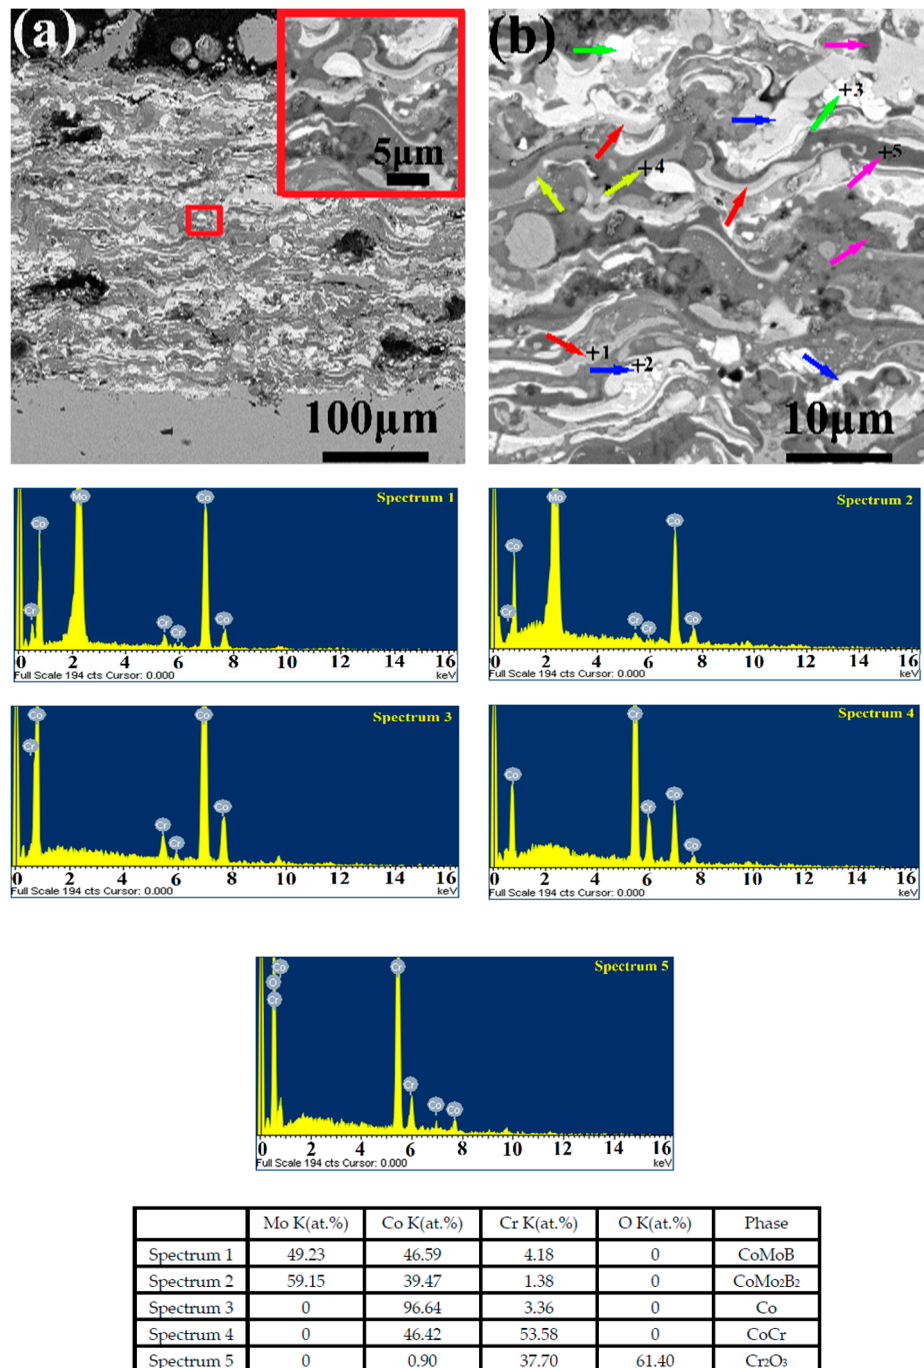 (a)
5μm
100μm
(b)
+3
+5
+4
+1
+2
10μm
Spectrum 1
Co
Mo
Co
Cr
Cr
Cr
Co
0 2 4 6 8 10 12 14 16
Full Scale 194 cts Cursor: 0.000 keV
Spectrum 2
Co
Mo
Co
Cr
Cr
Cr
Co
0 2 4 6 8 10 12 14 16
Full Scale 194 cts Cursor: 0.000 keV
Spectrum 3
Co
Co
Cr
Cr
Cr
Co
0 2 4 6 8 10 12 14 16
Full Scale 194 cts Cursor: 0.000 keV
Spectrum 4
Cr
Co
Cr
Co
Co
0 2 4 6 8 10 12 14 16
Full Scale 194 cts Cursor: 0.000 keV
Spectrum 5
Co
O
Cr
Cr
Cr
Co
Co
0 2 4 6 8 10 12 14 16
Full Scale 194 cts Cursor: 0.000 keV
Mo K(at.%) Co K(at.%) Cr K(at.%) O K(at.%) Phase
Spectrum 1 49.23 46.59 4.18 0 CoMoB
Spectrum 2 59.15 39.47 1.38 0 CoMo₂B₂
Spectrum 3 0 96.64 3.36 0 Co
Spectrum 4 0 46.42 53.58 0 CoCr
Spectrum 5 0 0.90 37.70 61.40 Cr₂O₃